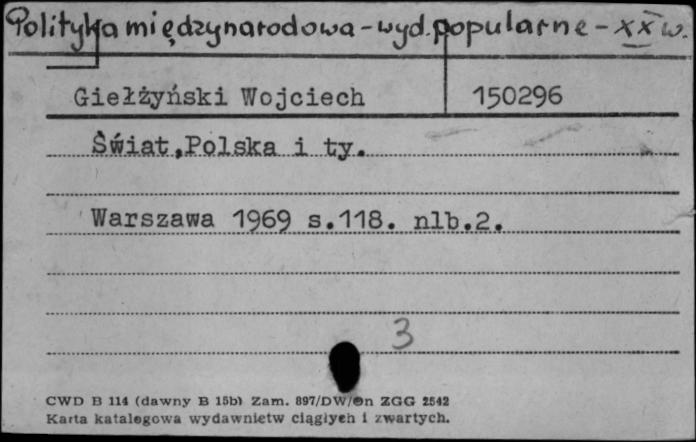 Polityka międzynarodowa - wyd. popularne - XX w.
Giełżyński Wojciech 150296
Świat,Polska i ty.
Warszawa 1969 s.118. nlb.2.
3
CWD B 114 (dawny B 15b) Zam. 897/DW/On ZGG 2542
Karta katalogowa wydawnictw ciągłych i zwartych.